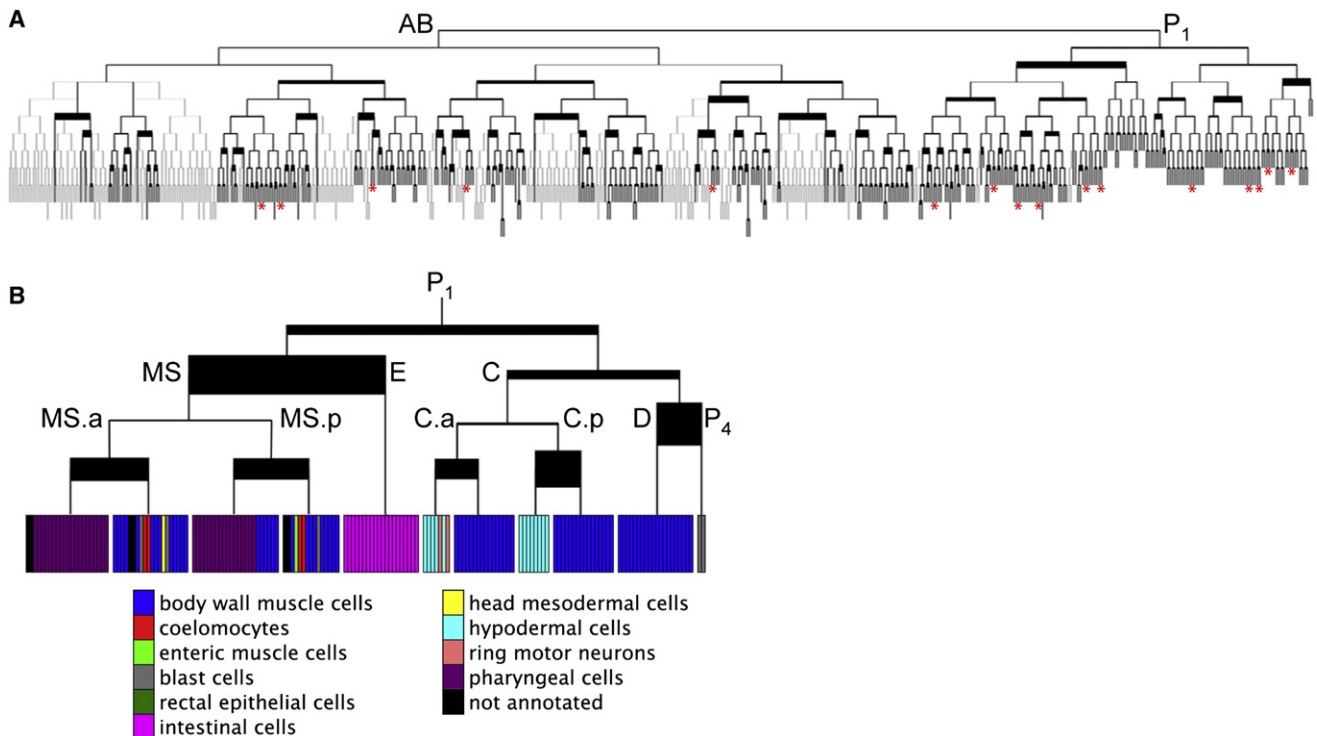 A
AB P1
* * * * * * * * * * * * * * * * *
B
P1
MS E C
MS.a MS.p C.a C.p D P4
body wall muscle cells
coelomocytes
enteric muscle cells
blast cells
rectal epithelial cells
intestinal cells
head mesodermal cells
hypodermal cells
ring motor neurons
pharyngeal cells
not annotated